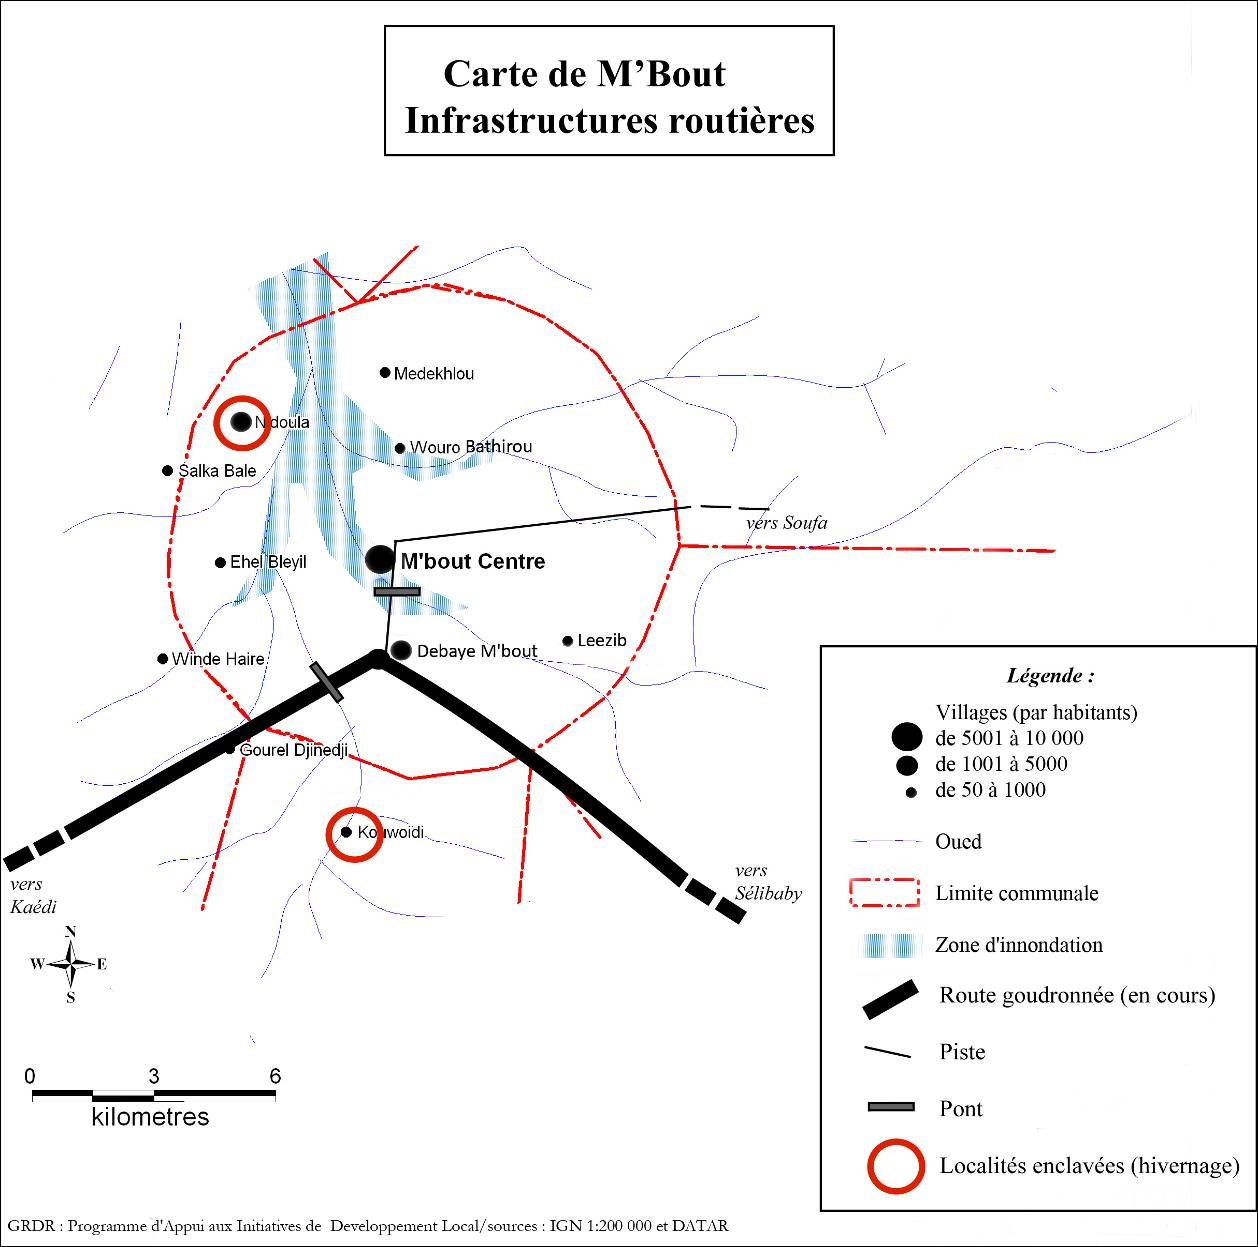 Carte de M’Bout
Infrastructures routières
Medekhlou
Ndoula
Wouro Bathirou
Salka Bale
vers Soufa
Ehel Bleyil
M'bout Centre
Leezib
Debaye M'bout
Winde Haire
Gourel Djinedji
Kouwoidi
vers
Kaédi
vers
Sélibaby
N
W E
S
0 3 6
kilometres
Légende :
Villages (par habitants)
de 5001 à 10 000
de 1001 à 5000
de 50 à 1000
Oued
Limite communale
Zone d'innondation
Route goudronnée (en cours)
Piste
Pont
Localités enclavées (hivernage)
GRDR : Programme d'Appui aux Initiatives de Developpement Local/sources : IGN 1:200 000 et DATAR